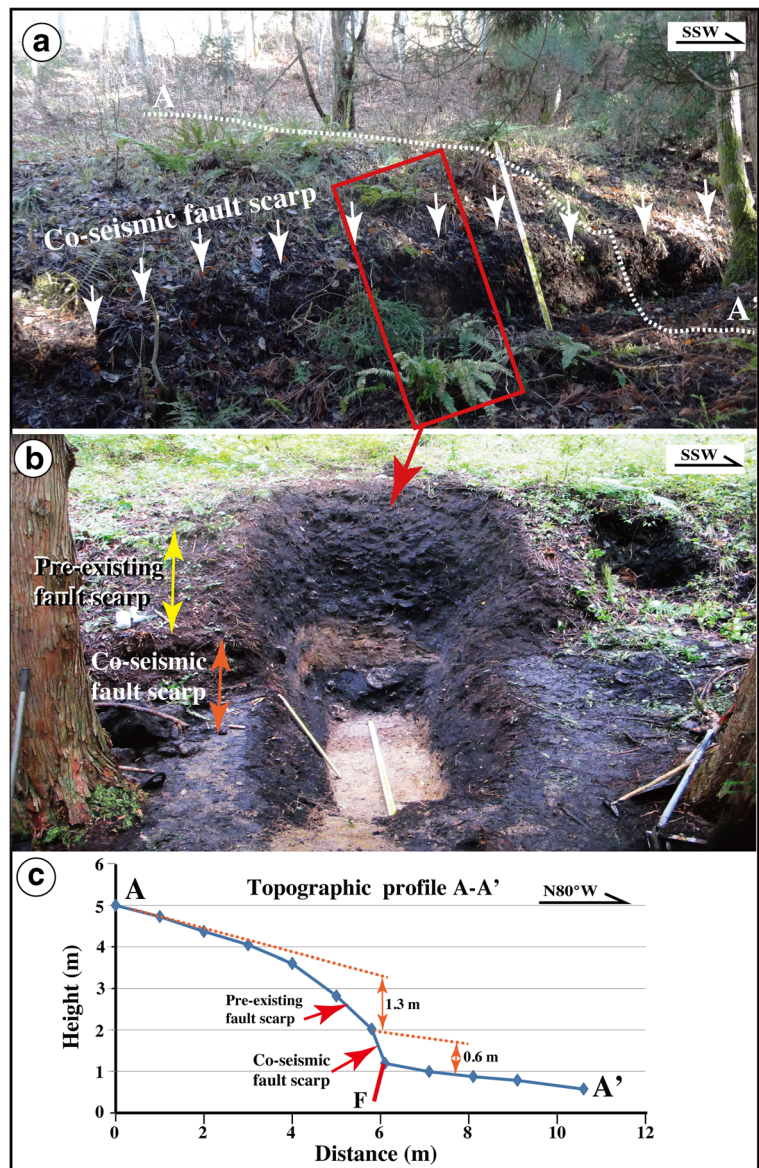 a
SSW
A
Co-seismic fault scarp
A'
b
SSW
Pre-existing
fault scarp
Co-seismic
fault scarp
c
Topographic profile A-A'
N80°W
A
6
5
4
3
2
1
0
Height (m)
1.3 m
Pre-existing
fault scarp
0.6 m
Co-seismic
fault scarp
F
A'
0
2
4
6
8
10
12
Distance (m)